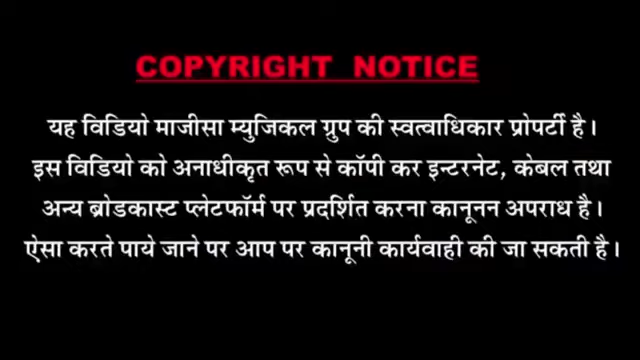 COPYRIGHT NOTICE
यह विडियो माजीसा म्युजिकल ग्रुप की स्वत्वाधिकार प्रोपर्टी है।
इस विडियो को अनाधीकृत रूप से कॉपी कर इन्टरनेट, केबल तथा
अन्य ब्रोडकास्ट प्लेटफॉर्म पर प्रदर्शित करना कानूनन अपराध है।
ऐसा करते पाये जाने पर आप पर कानूनी कार्यवाही की जा सकती है।